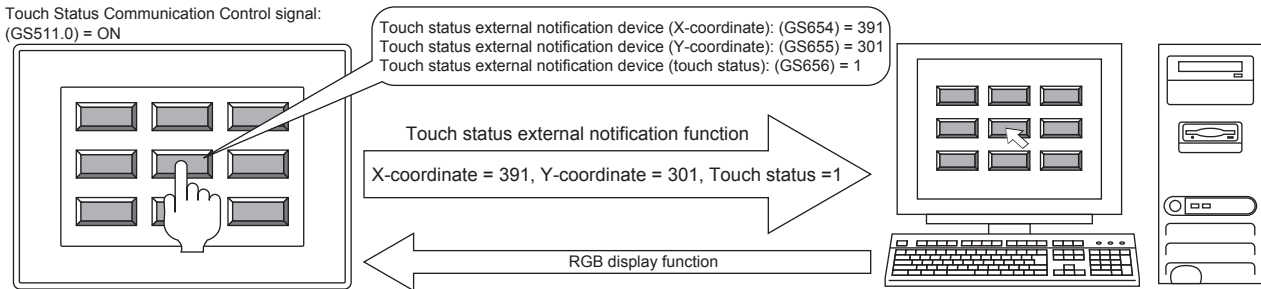 Touch Status Communication Control signal:
(GS511.0) = ON
Touch status external notification device (X-coordinate): (GS654) = 391
Touch status external notification device (Y-coordinate): (GS655) = 301
Touch status external notification device (touch status): (GS656) = 1
Touch status external notification function
X-coordinate = 391, Y-coordinate = 301, Touch status =1
RGB display function